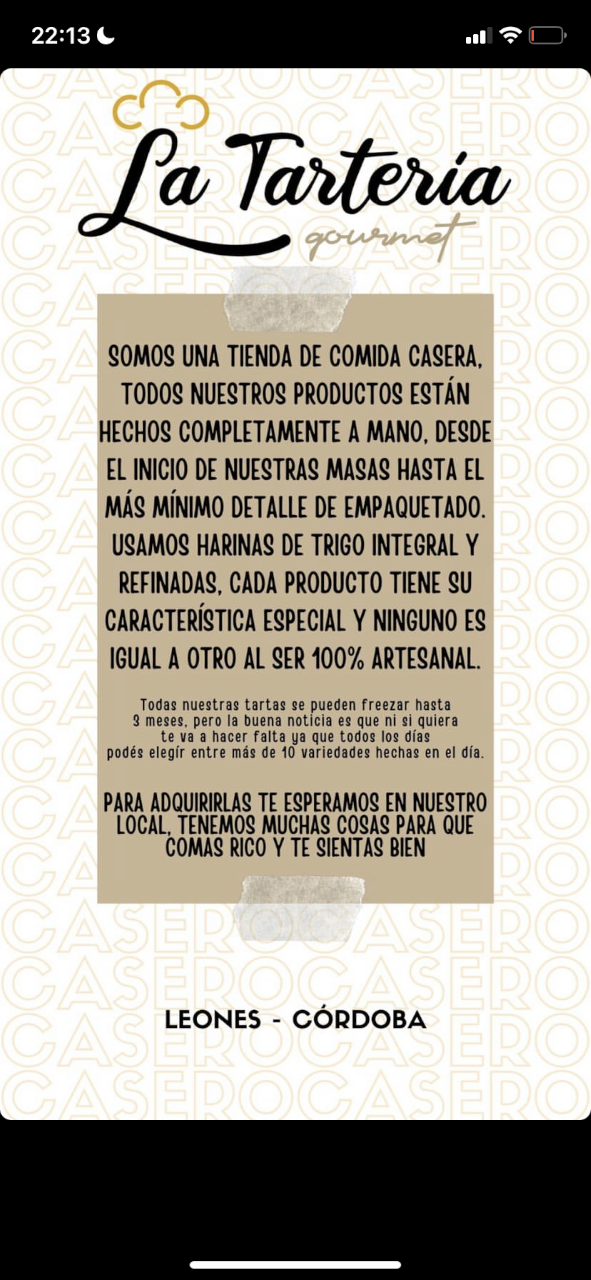 22:13
La Tartería
gourmet
SOMOS UNA TIENDA DE COMIDA CASERA,
TODOS NUESTROS PRODUCTOS ESTÁN
HECHOS COMPLETAMENTE A MANO, DESDE
EL INICIO DE NUESTRAS MASAS HASTA EL
MÁS MÍNIMO DETALLE DE EMPAQUETADO.
USAMOS HARINAS DE TRIGO INTEGRAL Y
REFINADAS, CADA PRODUCTO TIENE SU
CARACTERÍSTICA ESPECIAL Y NINGUNO ES
IGUAL A OTRO AL SER 100% ARTESANAL.
Todas nuestras tartas se pueden freezar hasta
3 meses, pero la buena noticia es que ni si quiera
te va a hacer falta ya que todos los días
podés elegír entre más de 10 variedades hechas en el día.
PARA ADQUIRIRLAS TE ESPERAMOS EN NUESTRO
LOCAL, TENEMOS MUCHAS COSAS PARA QUE
COMAS RICO Y TE SIENTAS BIEN
LEONES - CÓRDOBA